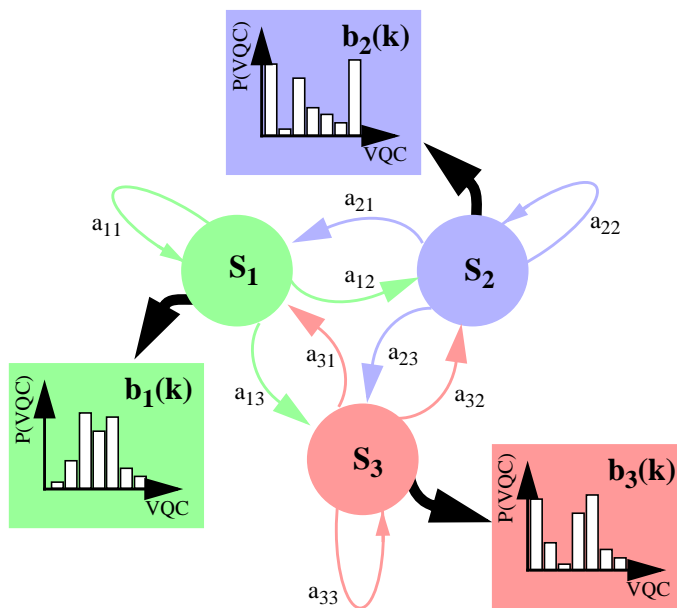 b2(k)
P(VQC)
VQC
a21
a11
a22
S1
a12
S2
a31
a23
b1(k)
P(VQC)
VQC
a13
a32
S3
b3(k)
P(VQC)
VQC
a33